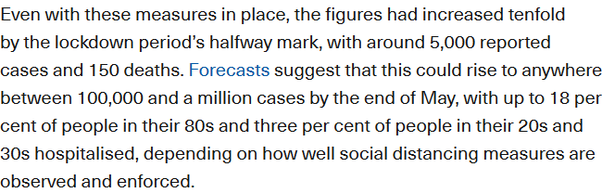 Even with these measures in place, the figures had increased tenfold
by the lockdown period's halfway mark, with around 5,000 reported
cases and 150 deaths. Forecasts suggest that this could rise to anywhere
between 100,000 and a million cases by the end of May, with up to 18 per
cent of people in their 80s and three per cent of people in their 20s and
30s hospitalised, depending on how well social distancing measures are
observed and enforced.